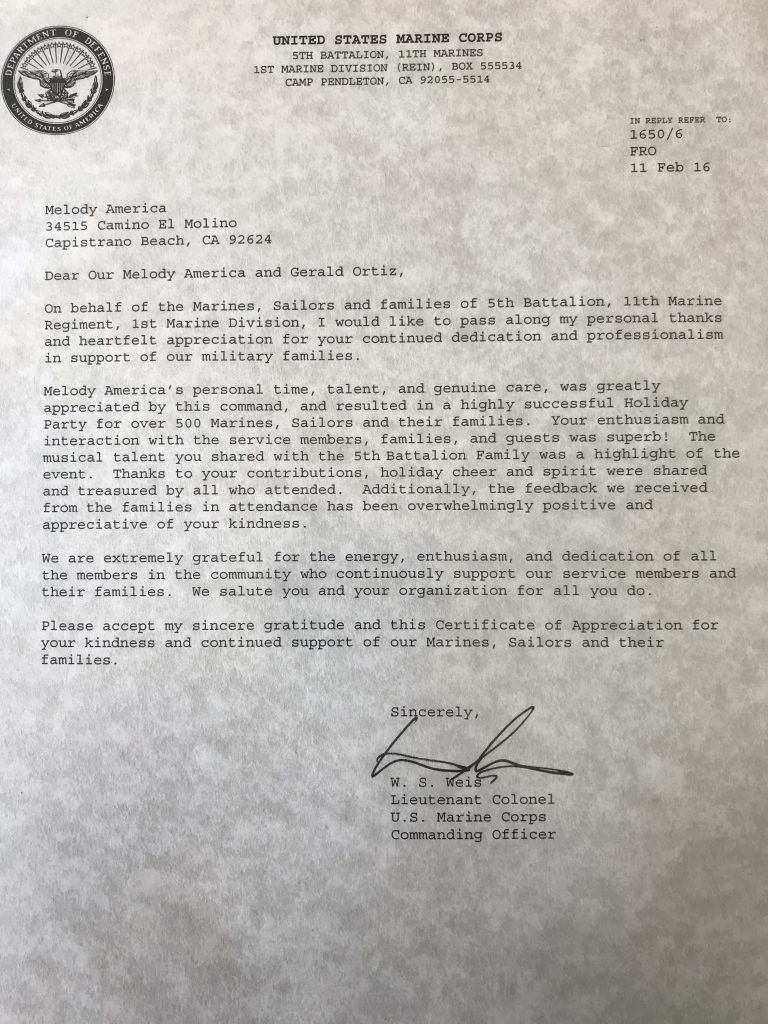 DEPARTMENT OF DEFENSE
UNITED STATES OF AMERICA
UNITED STATES MARINE CORPS
5TH BATTALION, 11TH MARINES
1ST MARINE DIVISION (REIN), BOX 555534
CAMP PENDLETON, CA 92055-5514
IN REPLY REFER TO:
1650/6
FRO
11 Feb 16
Melody America
34515 Camino El Molino
Capistrano Beach, CA 92624
Dear Our Melody America and Gerald Ortiz,
On behalf of the Marines, Sailors and families of 5th Battalion, 11th Marine
Regiment, 1st Marine Division, I would like to pass along my personal thanks
and heartfelt appreciation for your continued dedication and professionalism
in support of our military families.
Melody America's personal time, talent, and genuine care, was greatly
appreciated by this command, and resulted in a highly successful Holiday
Party for over 500 Marines, Sailors and their families. Your enthusiasm and
interaction with the service members, families, and guests was superb! The
musical talent you shared with the 5th Battalion Family was a highlight of the
event. Thanks to your contributions, holiday cheer and spirit were shared
and treasured by all who attended. Additionally, the feedback we received
from the families in attendance has been overwhelmingly positive and
appreciative of your kindness.
We are extremely grateful for the energy, enthusiasm, and dedication of all
the members in the community who continuously support our service members and
their families. We salute you and your organization for all you do.
Please accept my sincere gratitude and this Certificate of Appreciation for
your kindness and continued support of our Marines, Sailors and their
families.
Sincerely,
W. S. Weis
Lieutenant Colonel
U.S. Marine Corps
Commanding Officer